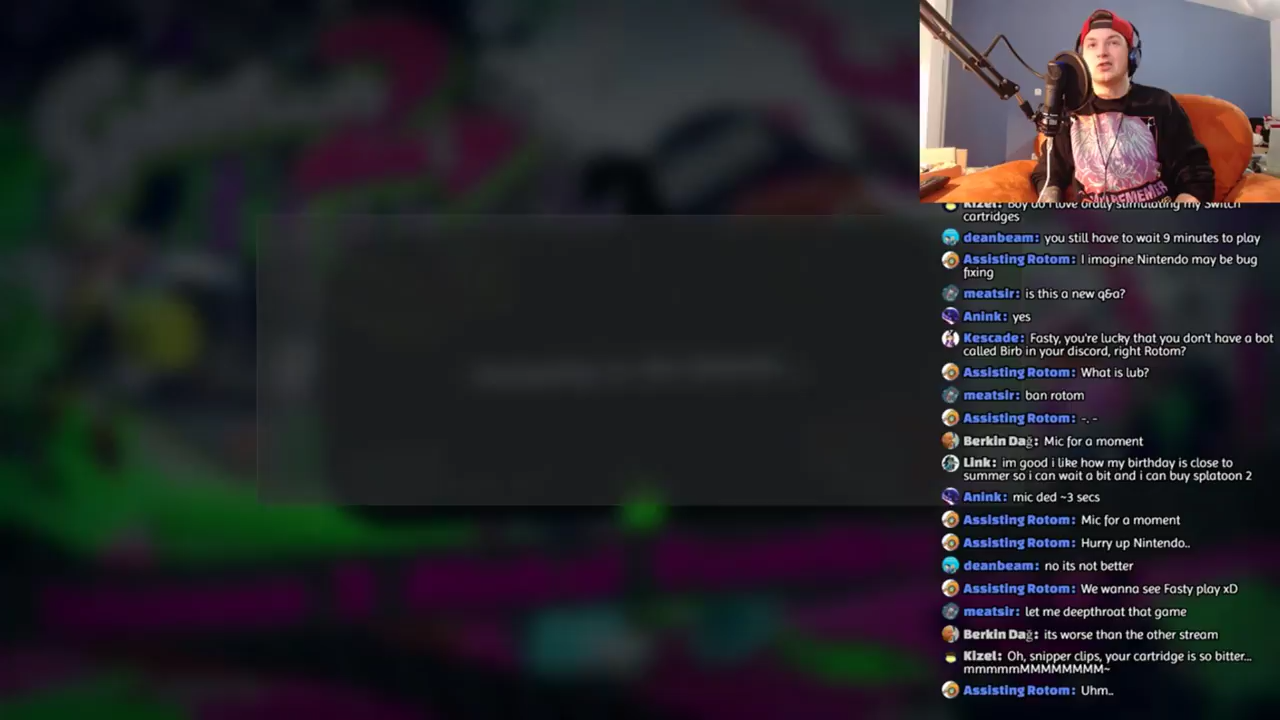 Kizel: Boy do I love orally stimulating my Switch
cartridges
deanbeam: you still have to wait 9 minutes to play
Assisting Rotom: I imagine Nintendo may be bug
fixing
meatsir: is this a new q&a?
Anink: yes
Kescade: Fasty, you're lucky that you don't have a bot
called Birb in your discord, right Rotom?
Assisting Rotom: What is lub?
meatsir: ban rotom
Assisting Rotom: -. -
Berkin Dağ: Mic for a moment
Link: im good i like how my birthday is close to
summer so i can wait a bit and i can buy splatoon 2
Anink: mic ded ~3 secs
Assisting Rotom: Mic for a moment
Assisting Rotom: Hurry up Nintendo..
deanbeam: no its not better
Assisting Rotom: We wanna see Fasty play xD
meatsir: let me deepthroat that game
Berkin Dağ: its worse than the other stream
Kizel: Oh, snipper clips, your cartridge is so bitter...
mmmmmMMMMMMMM~
Assisting Rotom: Uhm..